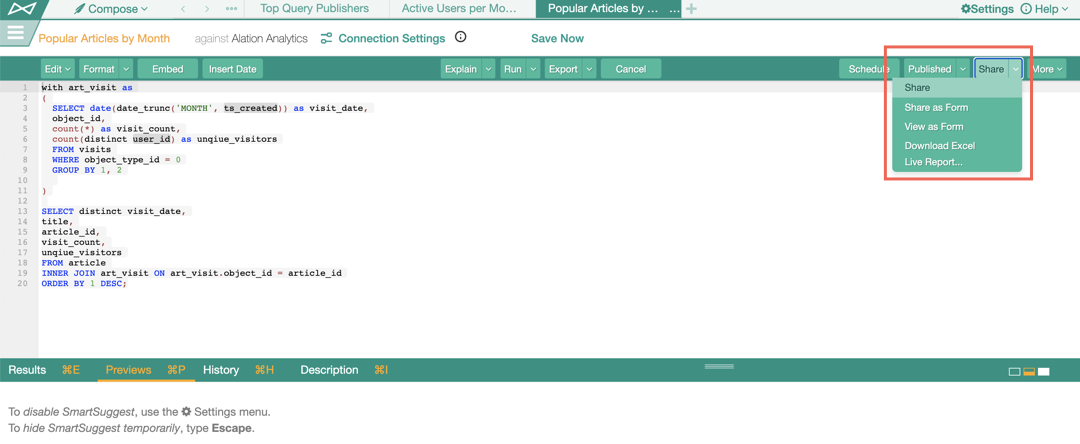 Compose
Top Query Publishers
Active Users per Mo…
Popular Articles by … …
Settings
Help
Popular Articles by Month
against Alation Analytics
Connection Settings
Save Now
Edit
Format
Embed
Insert Date
Explain
Run
Export
Cancel
Schedule
Published
Share
More
Share
Share as Form
View as Form
Download Excel
Live Report...
1 with art_visit as
2 (
3 SELECT date(date_trunc('MONTH', ts_created)) as visit_date,
4 object_id,
5 count(*) as visit_count,
6 count(distinct user_id) as unqiue_visitors
7 FROM visits
8 WHERE object_type_id = 0
9 GROUP BY 1, 2
10
11 )
12
13 SELECT distinct visit_date,
14 title,
15 article_id,
16 visit_count,
17 unqiue_visitors
18 FROM article
19 INNER JOIN art_visit ON art_visit.object_id = article_id
20 ORDER BY 1 DESC;
Results ⌘E
Previews ⌘P
History ⌘H
Description ⌘I
To disable SmartSuggest, use the Settings menu.
To hide SmartSuggest temporarily, type Escape.